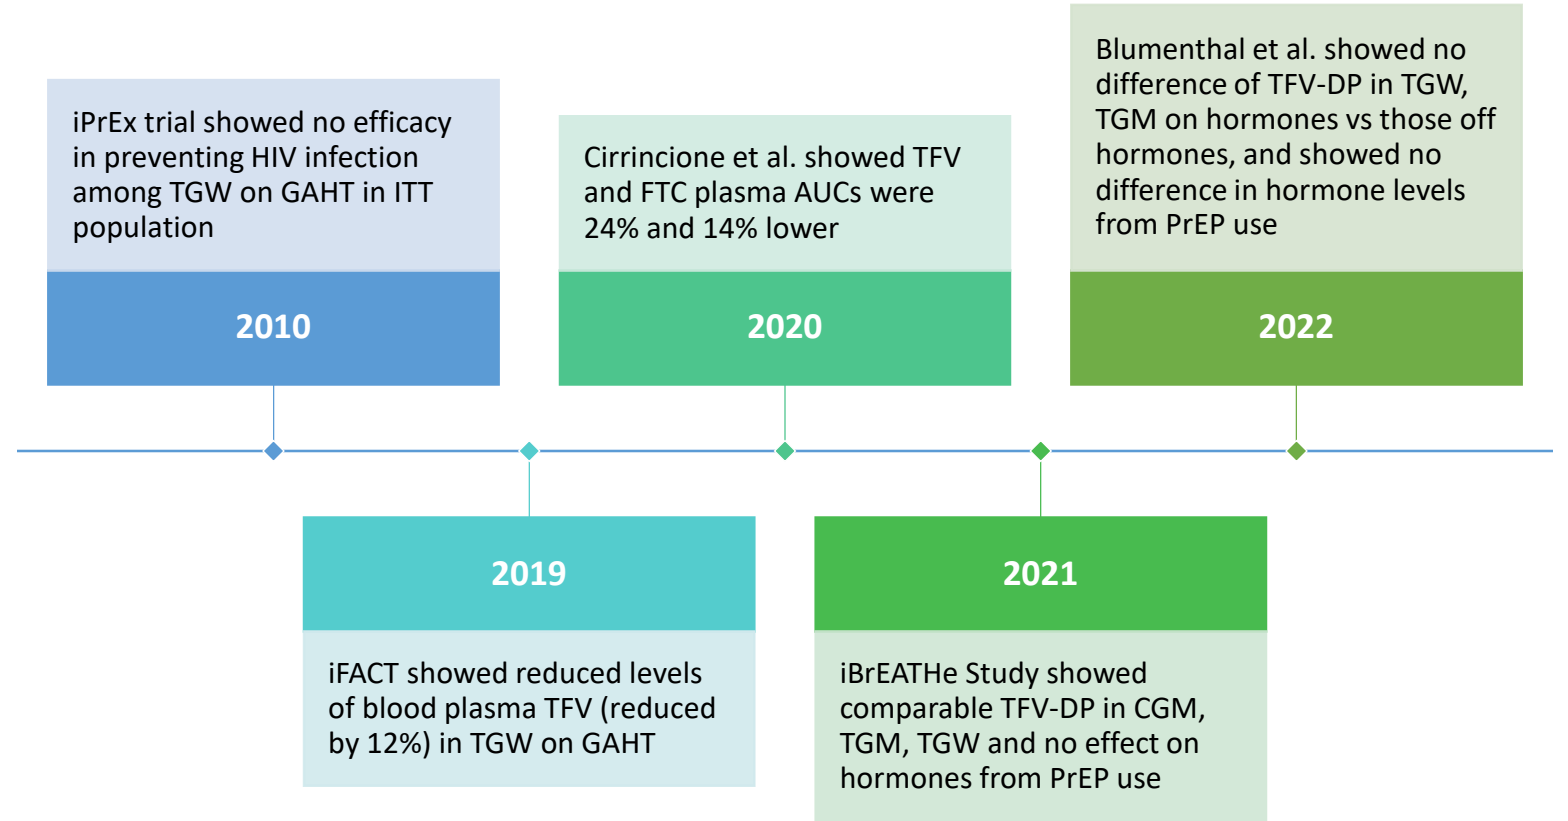 iPrEx trial showed no efficacy
in preventing HIV infection
among TGW on GAHT in ITT
population
2010
2019
iFACT showed reduced levels
of blood plasma TFV (reduced
by 12%) in TGW on GAHT
Cirrincione et al. showed TFV
and FTC plasma AUCs were
24% and 14% lower
2020
2021
iBrEATHe Study showed
comparable TFV-DP in CGM,
TGM, TGW and no effect on
hormones from PrEP use
Blumenthal et al. showed no
difference of TFV-DP in TGW,
TGM on hormones vs those off
hormones, and showed no
difference in hormone levels
from PrEP use
2022